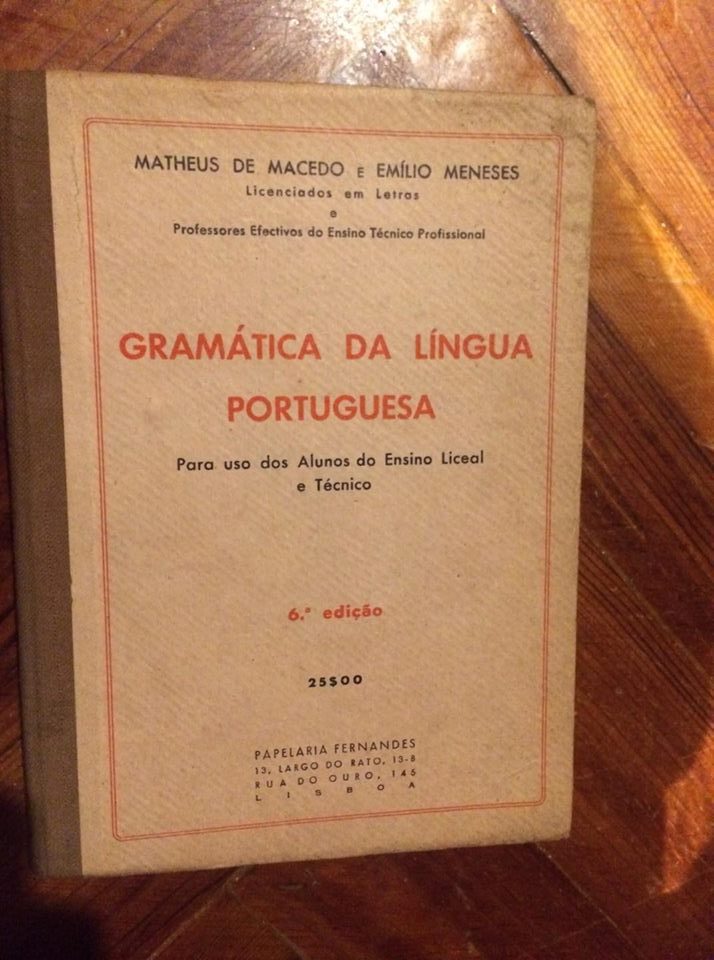 MATHEUS DE MACEDO E EMÍLIO MENESES
Licenciados em Letras
e
Professores Efectivos do Ensino Técnico Profissional
GRAMÁTICA DA LÍNGUA
PORTUGUESA
Para uso dos Alunos do Ensino Liceal
e Técnico
6.ª edição
25$00
PAPELARIA FERNANDES
13, LARGO DO RATO, 13-B
RUA DO OURO, 145
LISBOA